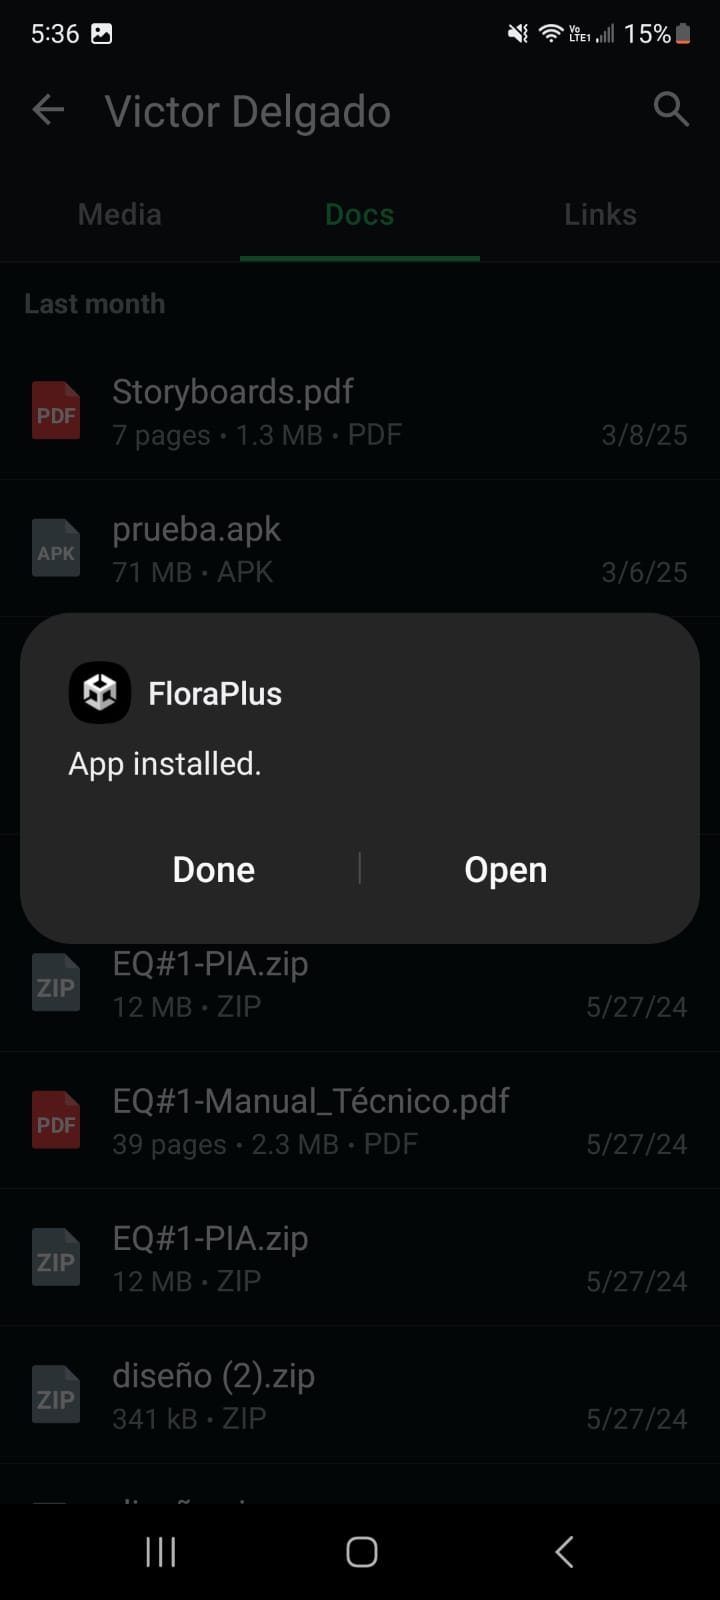 5:36
Vo
LTE1
15%
Victor Delgado
Media
Docs
Links
Last month
PDF
Storyboards.pdf
7 pages • 1.3 MB • PDF
3/8/25
APK
prueba.apk
71 MB • APK
3/6/25
FloraPlus
App installed.
Done
Open
ZIP
EQ#1-PIA.zip
12 MB • ZIP
5/27/24
PDF
EQ#1-Manual_Técnico.pdf
39 pages • 2.3 MB • PDF
5/27/24
ZIP
EQ#1-PIA.zip
12 MB • ZIP
5/27/24
ZIP
diseño (2).zip
341 kB • ZIP
5/27/24